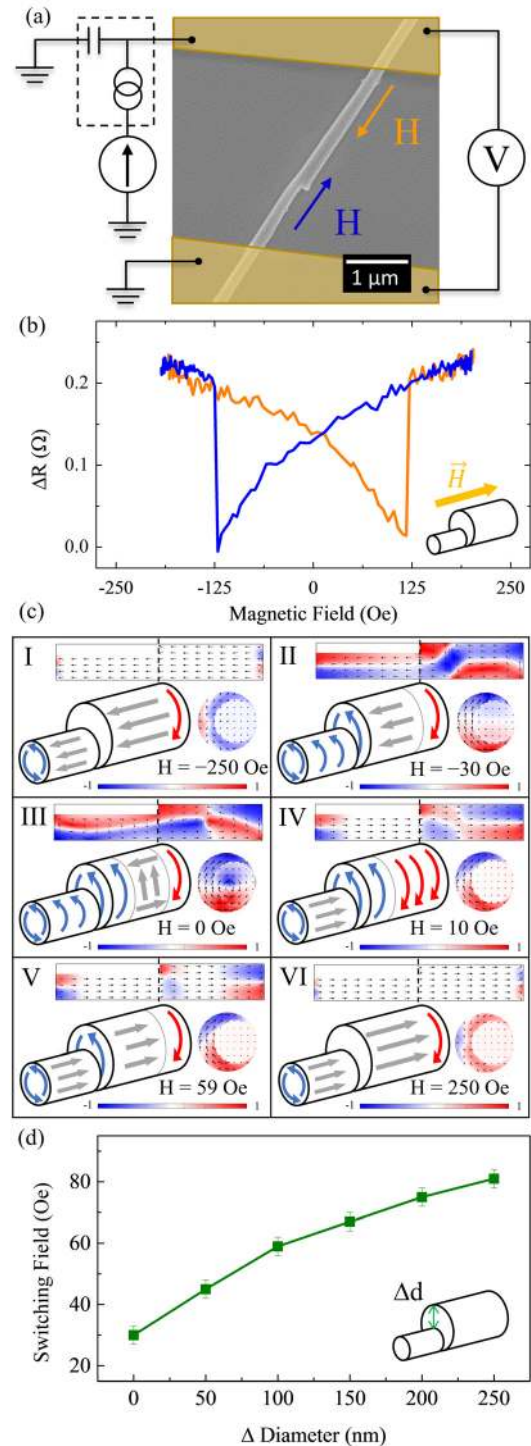 (a)
H
H
V
1 μm
(b)
ΔR (Ω)
0.2
0.1
0.0
-250
-125
0
125
250
Magnetic Field (Oe)
H
(c)
I
H = −250 Oe
-1
1
II
H = −30 Oe
-1
1
III
H = 0 Oe
-1
1
IV
H = 10 Oe
-1
1
V
H = 59 Oe
-1
1
VI
H = 250 Oe
-1
1
(d)
Switching Field (Oe)
80
60
40
20
Δd
0
50
100
150
200
250
Δ Diameter (nm)